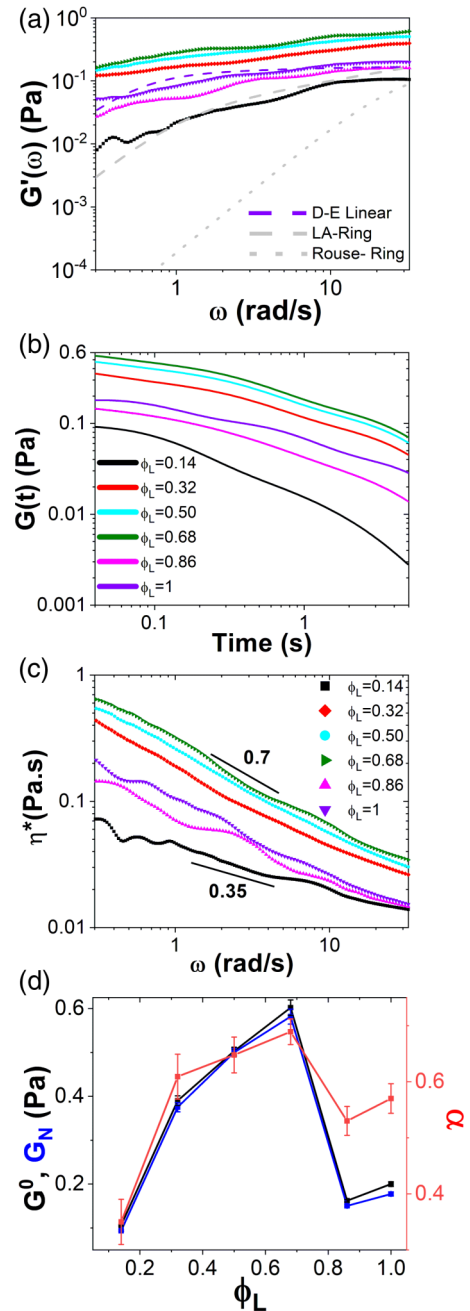 (a)
10⁰
10⁻¹
10⁻²
10⁻³
10⁻⁴
G'(ω) (Pa)
D-E Linear
LA-Ring
Rouse- Ring
1 10
ω (rad/s)
(b)
0.6
0.1
0.01
0.001
G(t) (Pa)
ϕL=0.14
ϕL=0.32
ϕL=0.50
ϕL=0.68
ϕL=0.86
ϕL=1
0.1 1
Time (s)
(c)
1
0.1
0.01
η*(Pa.s)
0.7
0.35
ϕL=0.14
ϕL=0.32
ϕL=0.50
ϕL=0.68
ϕL=0.86
ϕL=1
1 10
ω (rad/s)
(d)
0.6
0.4
0.2
G⁰, G_N (Pa)
0.6
0.4
α
0.2 0.4 0.6 0.8 1.0
ϕL